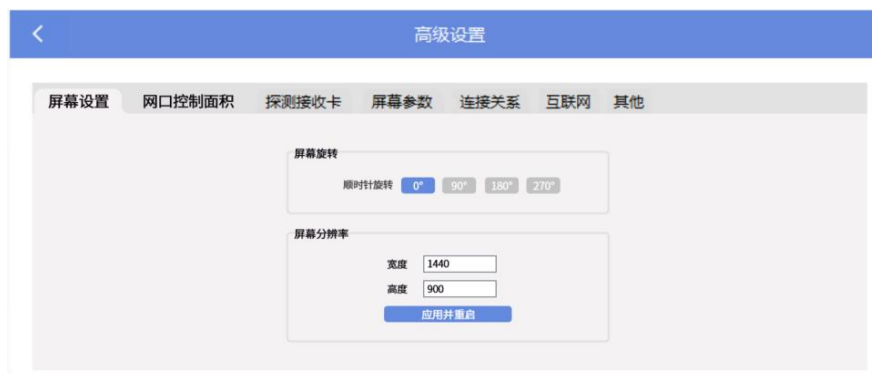 高级设置
屏幕设置 网口控制面积 探测接收卡 屏幕参数 连接关系 互联网 其他
屏幕旋转
顺时针旋转 0° 90° 180° 270°
屏幕分辨率
宽度 1440
高度 900
应用并重启